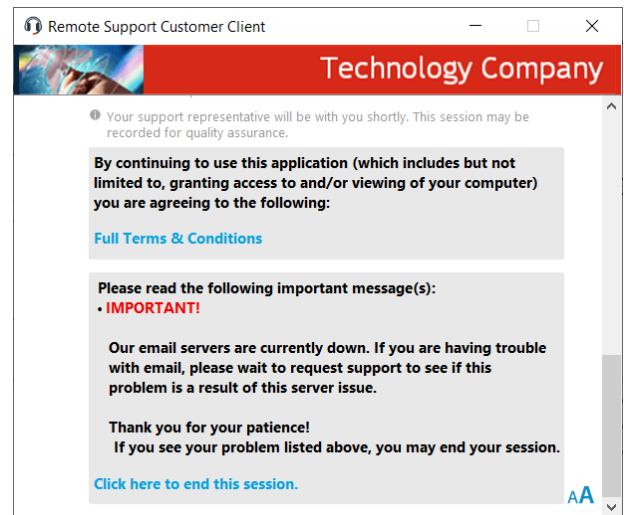 Remote Support Customer Client
Technology Company
Your support representative will be with you shortly. This session may be
recorded for quality assurance.
By continuing to use this application (which includes but not
limited to, granting access to and/or viewing of your computer)
you are agreeing to the following:
Full Terms & Conditions
Please read the following important message(s):
• IMPORTANT!
Our email servers are currently down. If you are having trouble
with email, please wait to request support to see if this
problem is a result of this server issue.
Thank you for your patience!
If you see your problem listed above, you may end your session.
Click here to end this session.
AA